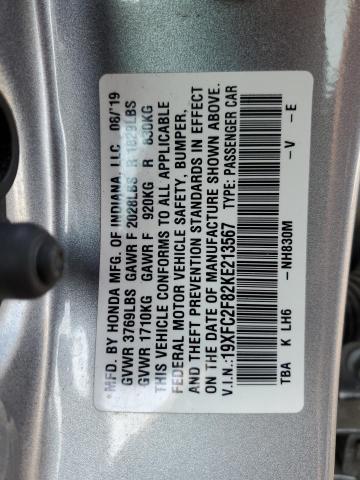 *MFD. BY HONDA MFG. OF INDIANA, LLC. 08/'19
GVWR 3769LBS GAWR F 2028LBS R 1829LBS
GVWR 1710KG GAWR F 920KG R 830KG
THIS VEHICLE CONFORMS TO ALL APPLICABLE
FEDERAL MOTOR VEHICLE SAFETY, BUMPER,
AND THEFT PREVENTION STANDARDS IN EFFECT
ON THE DATE OF MANUFACTURE SHOWN ABOVE.
V.I.N.:19XFC2F82KE213567 TYPE: PASSENGER CAR
TBA K LH6 -NH830M -V -E